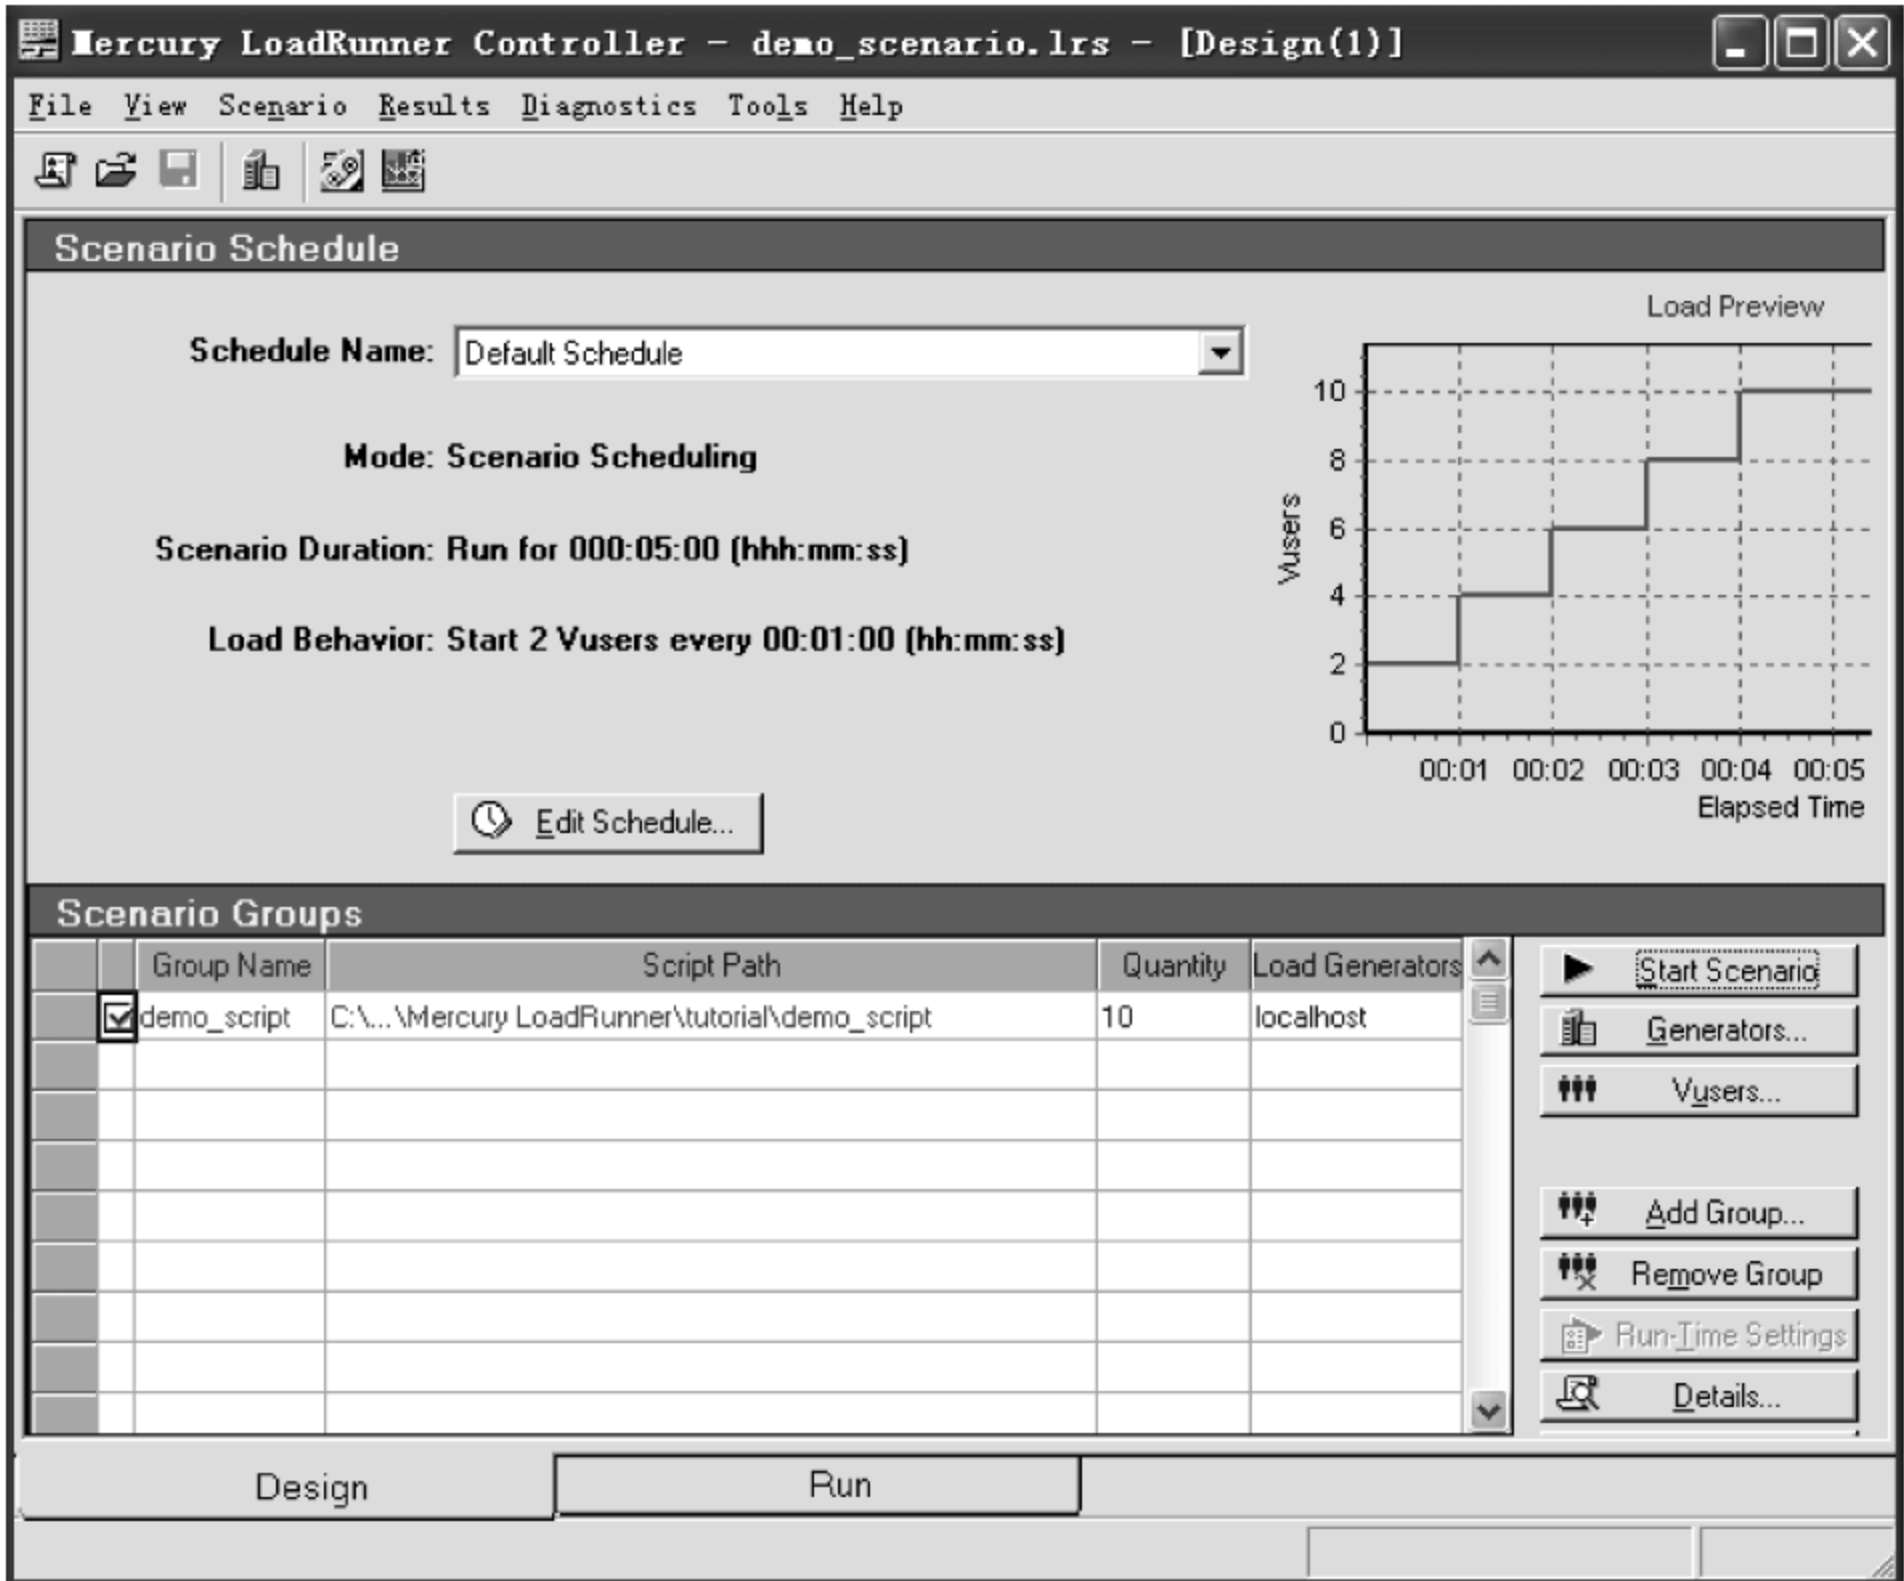 Mercury LoadRunner Controller - demo_scenario.lrs - [Design(1)]
File View Scenario Results Diagnostics Tools Help
Scenario Schedule
Schedule Name: Default Schedule
Mode: Scenario Scheduling
Scenario Duration: Run for 000:05:00 (hhh:mm:ss)
Load Behavior: Start 2 Vusers every 00:01:00 (hh:mm:ss)
Edit Schedule...
Load Preview
Vusers
10
8
6
4
2
0
00:01 00:02 00:03 00:04 00:05
Elapsed Time
Scenario Groups
Group Name Script Path Quantity Load Generators
demo_script C:\...\Mercury LoadRunner\tutorial\demo_script 10 localhost
Start Scenario
Generators...
Vusers...
Add Group...
Remove Group
Run-Time Settings
Details...
Design Run